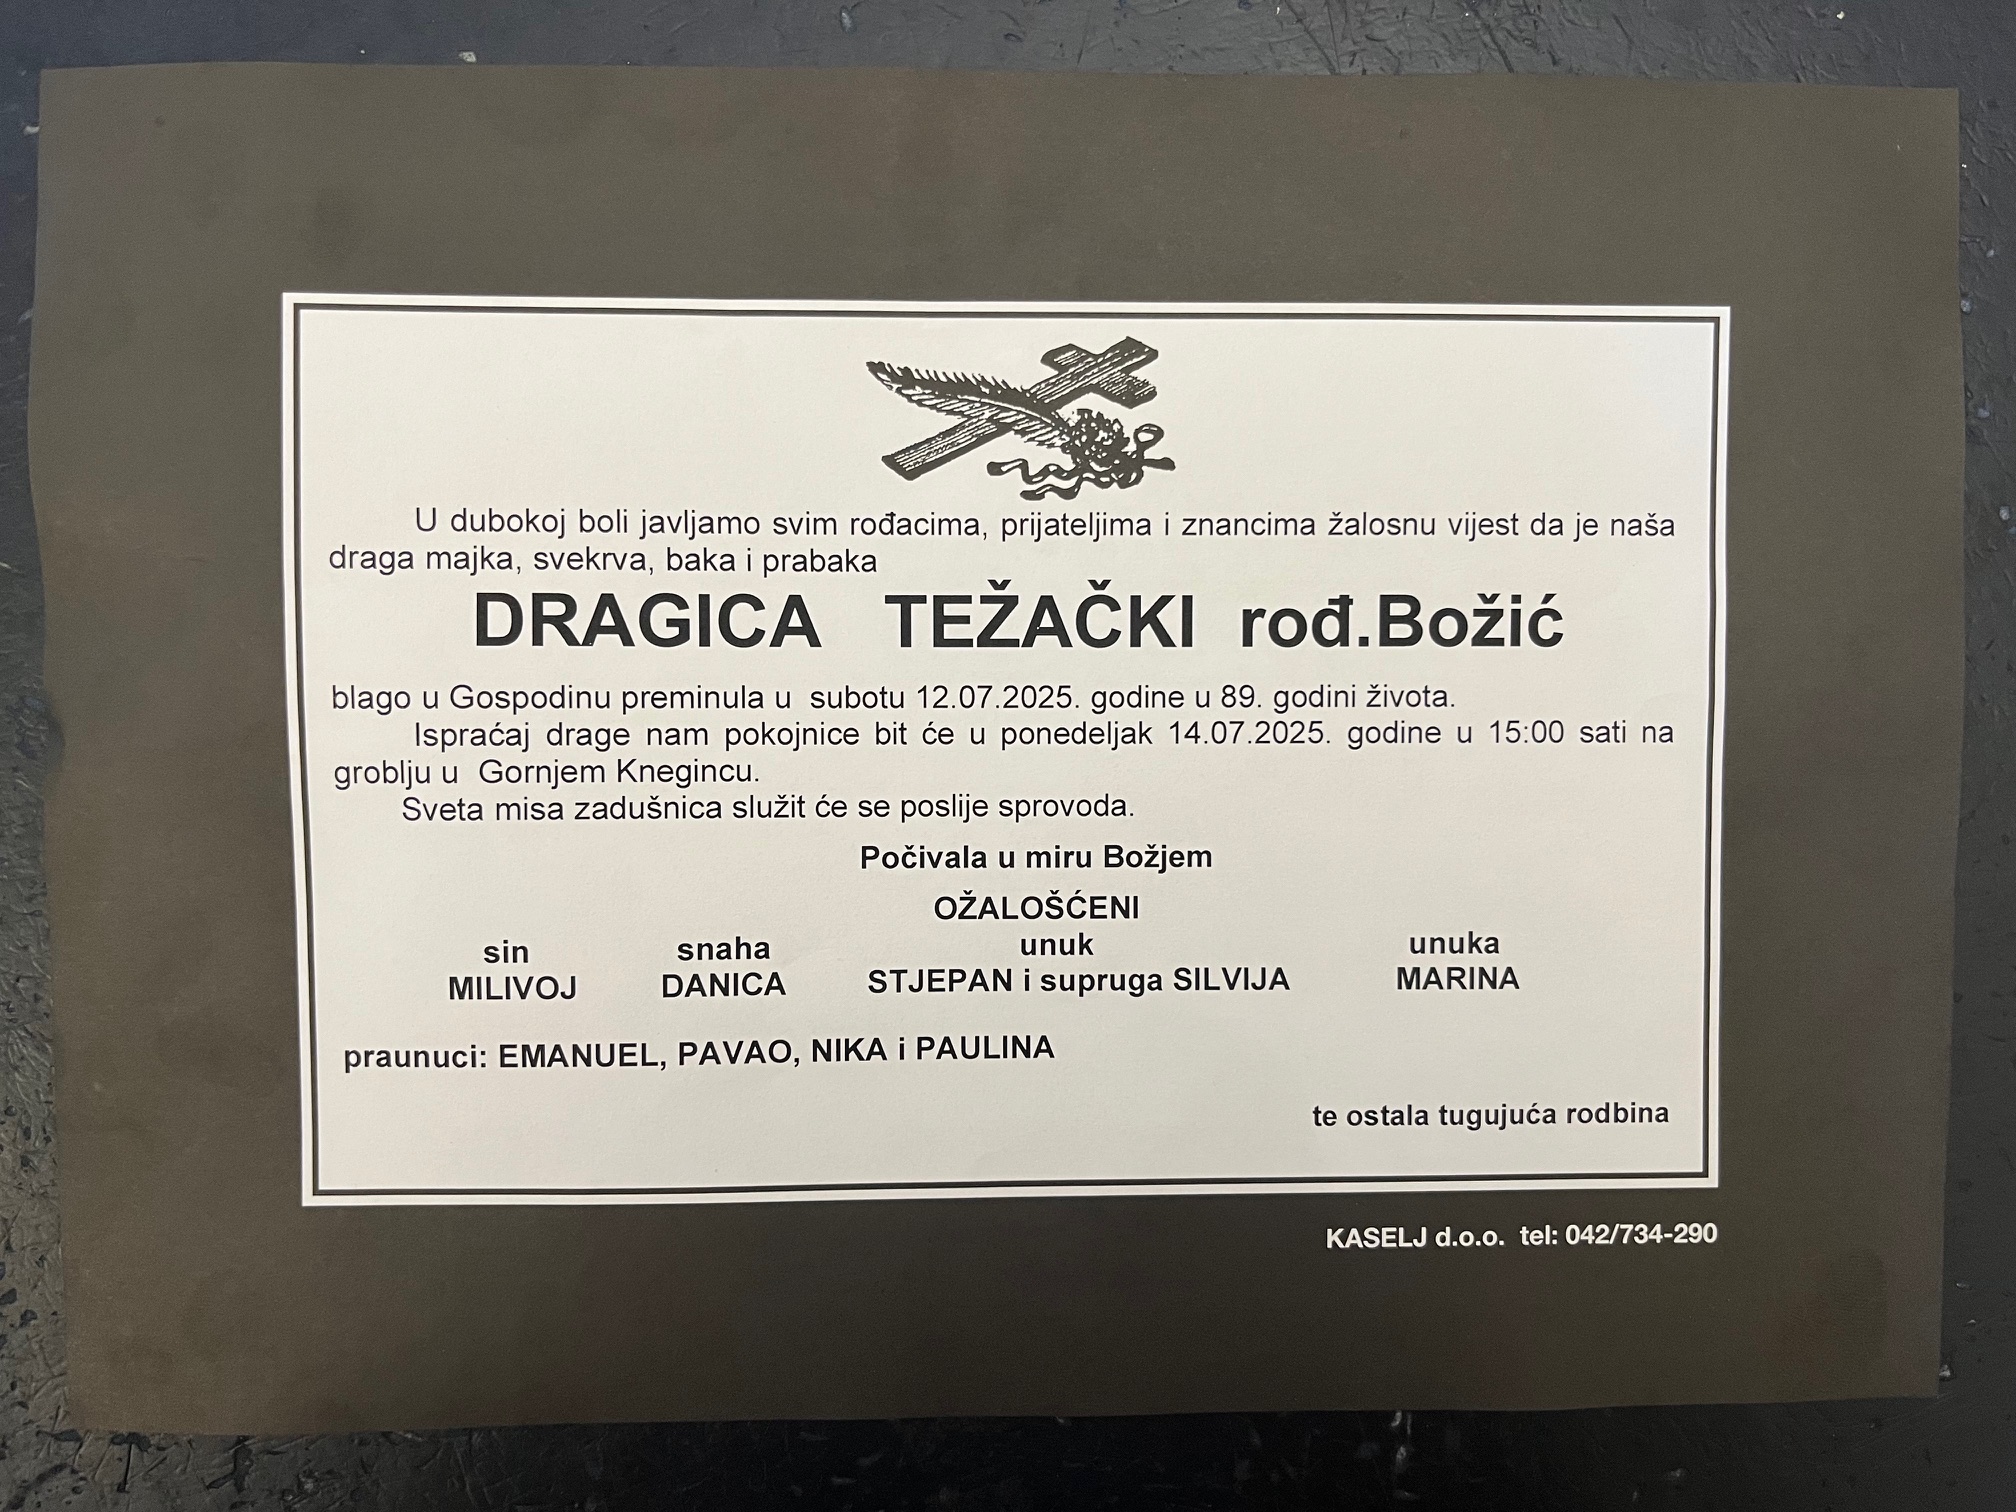 U dubokoj boli javljamo svim rođacima, prijateljima i znancima žalosnu vijest da je naša
draga majka, svekrva, baka i prabaka
DRAGICA TEŽAČKI rođ.Božić
blago u Gospodinu preminula u subotu 12.07.2025. godine u 89. godini života.
Ispraćaj drage nam pokojnice bit će u ponedeljak 14.07.2025. godine u 15:00 sati na
groblju u Gornjem Knegincu.
Sveta misa zadušnica služit će se poslije sprovoda.
Počivala u miru Božjem
OŽALOŠĆENI
sin snaha unuk unuka
MILIVOJ DANICA STJEPAN i supruga SILVIJA MARINA
praunuci: EMANUEL, PAVAO, NIKA i PAULINA
te ostala tugujuća rodbina
KASELJ d.o.o. tel: 042/734-290